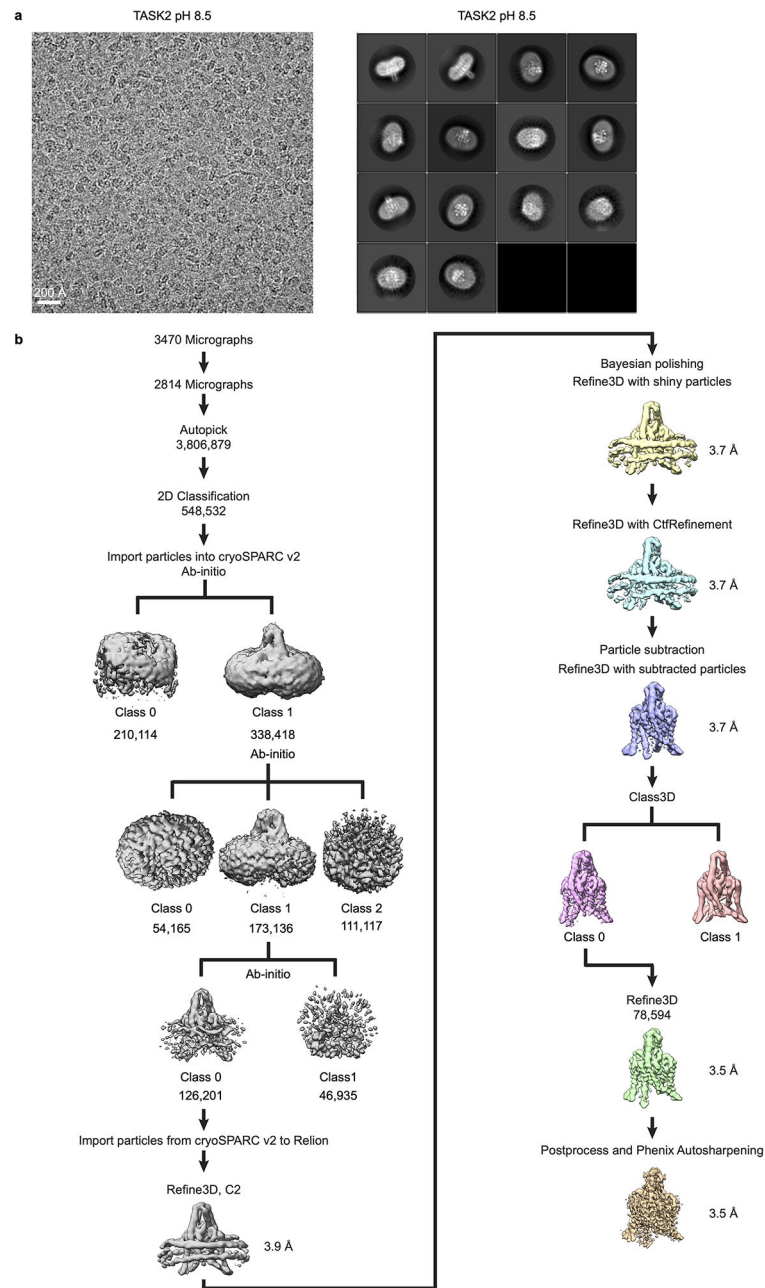 a
TASK2 pH 8.5
TASK2 pH 8.5
200 Å
b
3470 Micrographs
2814 Micrographs
Autopick
3,806,879
2D Classification
548,532
Import particles into cryoSPARC v2
Ab-initio
Class 0
Class 1
210,114
338,418
Ab-initio
Class 0
Class 1
Class 2
54,165
173,136
111,117
Ab-initio
Class 0
Class1
126,201
46,935
Import particles from cryoSPARC v2 to Relion
Refine3D, C2
3.9 Å
Bayesian polishing
Refine3D with shiny particles
3.7 Å
Refine3D with CtfRefinement
3.7 Å
Particle subtraction
Refine3D with subtracted particles
3.7 Å
Class3D
Class 0
Class 1
Refine3D
78,594
3.5 Å
Postprocess and Phenix Autosharpening
3.5 Å